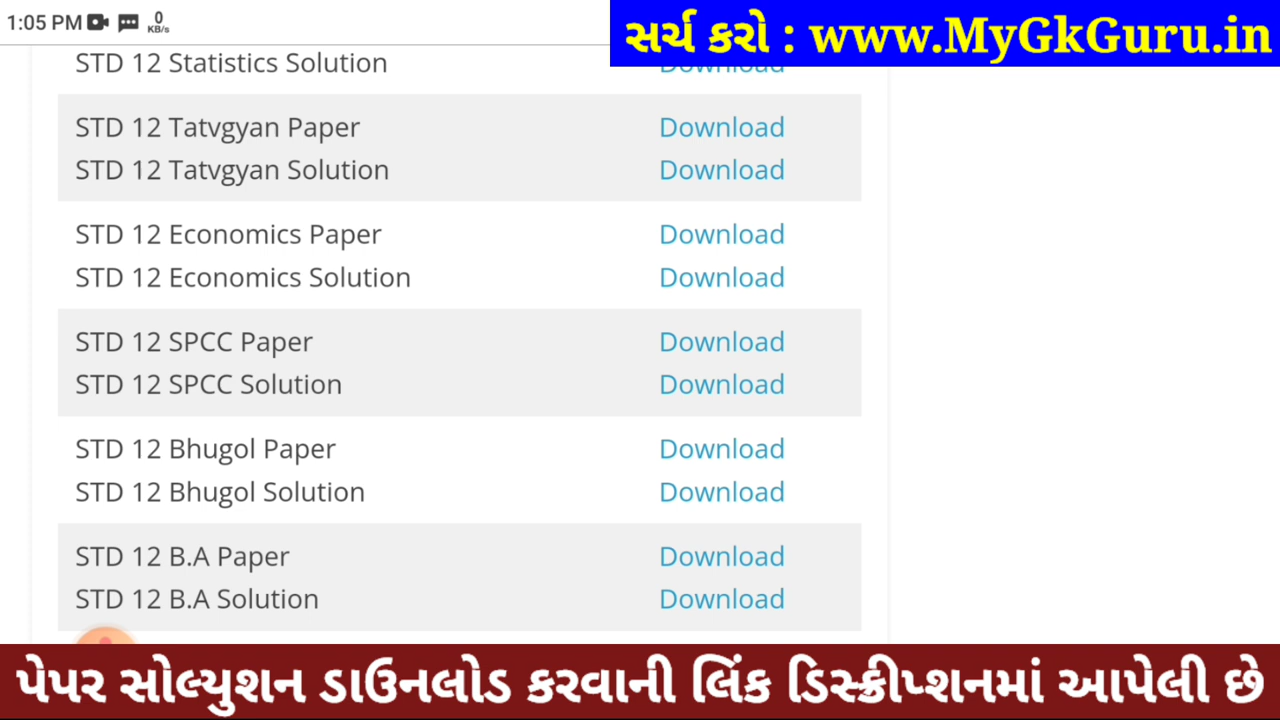 1:05 PM 0 KB/s
સર્ચ કરો : www.MyGkGuru.in
STD 12 Statistics Solution Download
STD 12 Tatvgyan Paper Download
STD 12 Tatvgyan Solution Download
STD 12 Economics Paper Download
STD 12 Economics Solution Download
STD 12 SPCC Paper Download
STD 12 SPCC Solution Download
STD 12 Bhugol Paper Download
STD 12 Bhugol Solution Download
STD 12 B.A Paper Download
STD 12 B.A Solution Download
પેપર સોલ્યુશન ડાઉનલોડ કરવાની લિંક ડિસ્ક્રીપ્શનમાં આપેલી છે